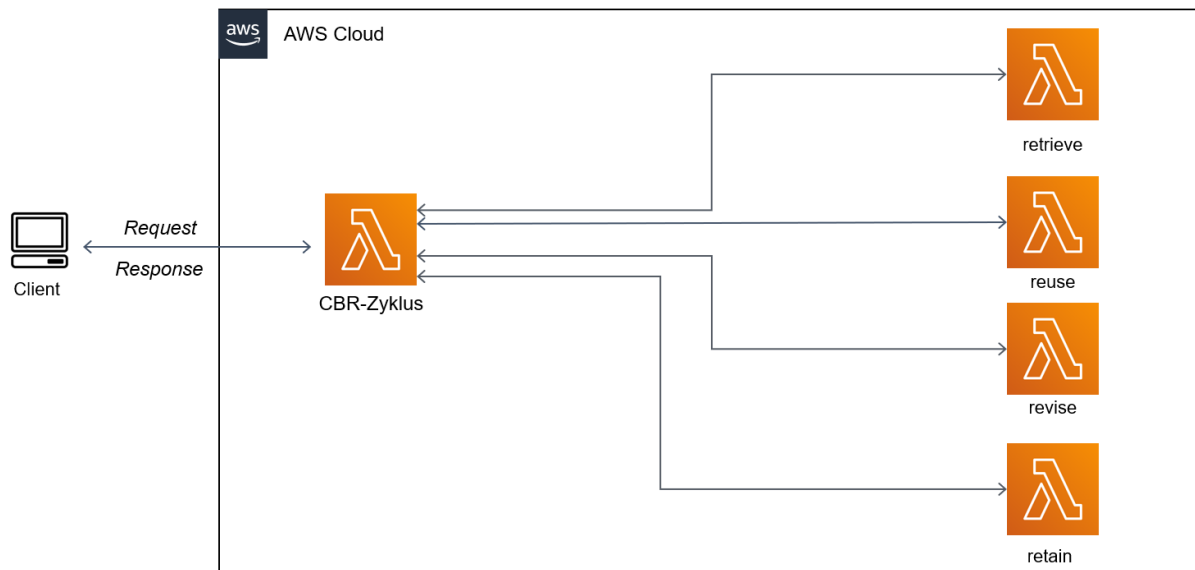 aws
AWS Cloud
retrieve
Request
Response
Client
CBR-Zyklus
reuse
revise
retain